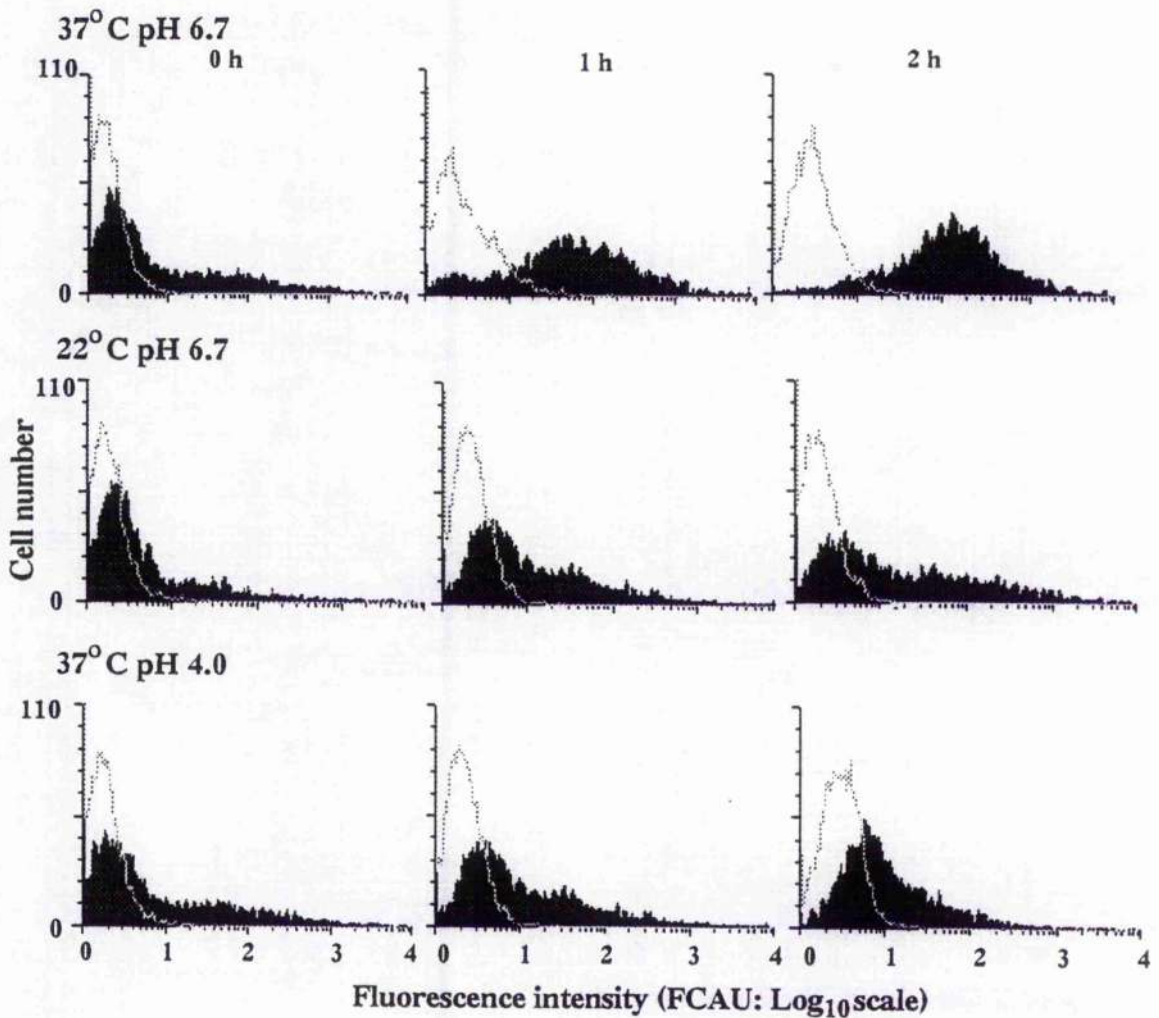 37° C pH 6.7
0 h 1 h 2 h
110
0
22° C pH 6.7
110
0
Cell number
37° C pH 4.0
110
0
0 1 2 3 4 0 1 2 3 4 0 1 2 3 4
Fluorescence intensity (FCAU: Log10 scale)